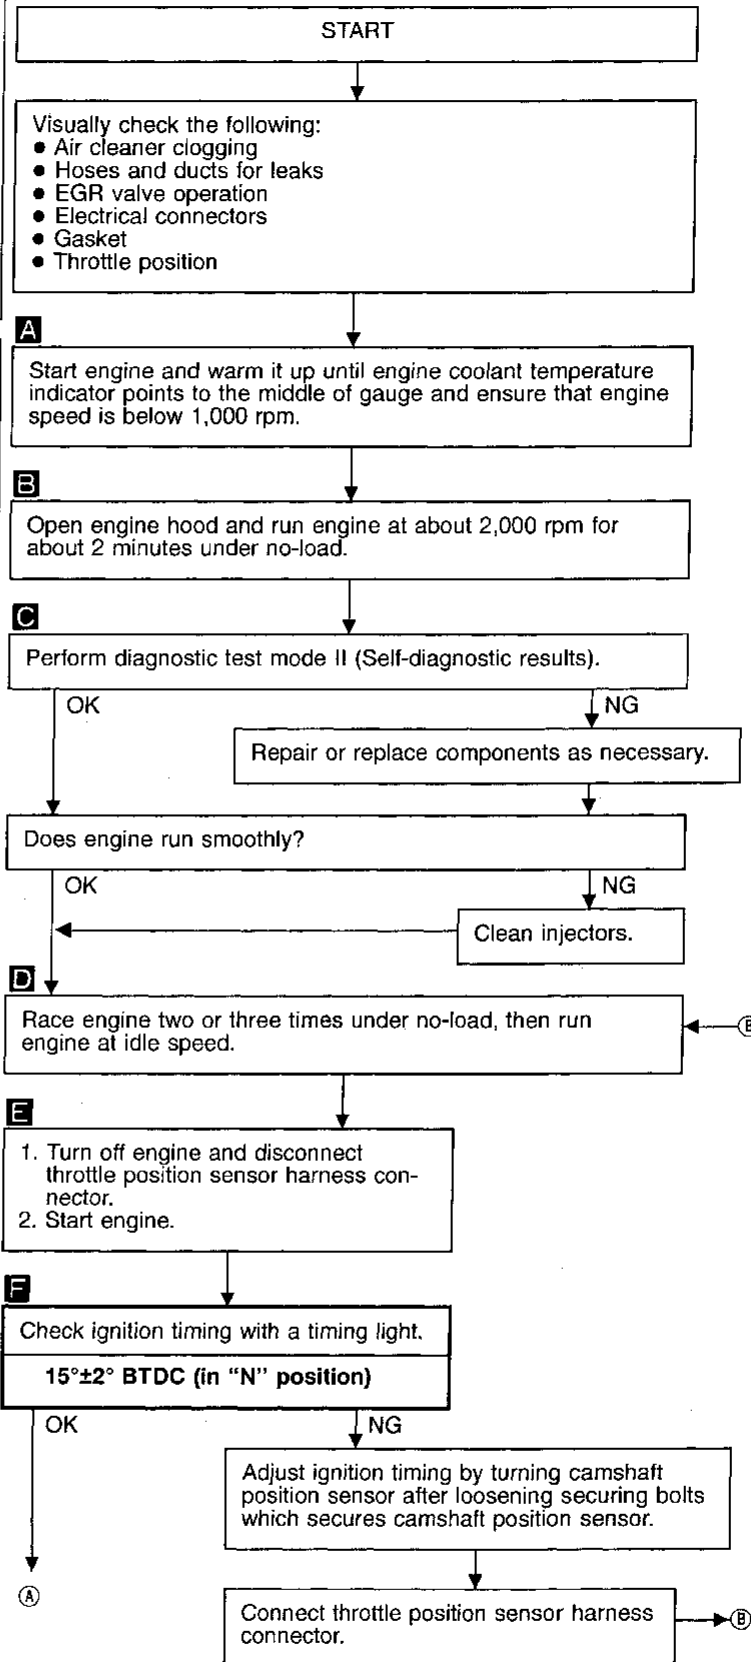 START
Visually check the following:
● Air cleaner clogging
● Hoses and ducts for leaks
● EGR valve operation
● Electrical connectors
● Gasket
● Throttle position
A
Start engine and warm it up until engine coolant temperature
indicator points to the middle of gauge and ensure that engine
speed is below 1,000 rpm.
B
Open engine hood and run engine at about 2,000 rpm for
about 2 minutes under no-load.
C
Perform diagnostic test mode II (Self-diagnostic results).
OK
NG
Repair or replace components as necessary.
Does engine run smoothly?
OK
NG
Clean injectors.
D
Race engine two or three times under no-load, then run
engine at idle speed.
Ⓑ
E
1. Turn off engine and disconnect
throttle position sensor harness con-
nector.
2. Start engine.
F
Check ignition timing with a timing light.
15°±2° BTDC (in “N” position)
OK
NG
Adjust ignition timing by turning camshaft
position sensor after loosening securing bolts
which secures camshaft position sensor.
Ⓐ
Connect throttle position sensor harness
connector.
Ⓑ